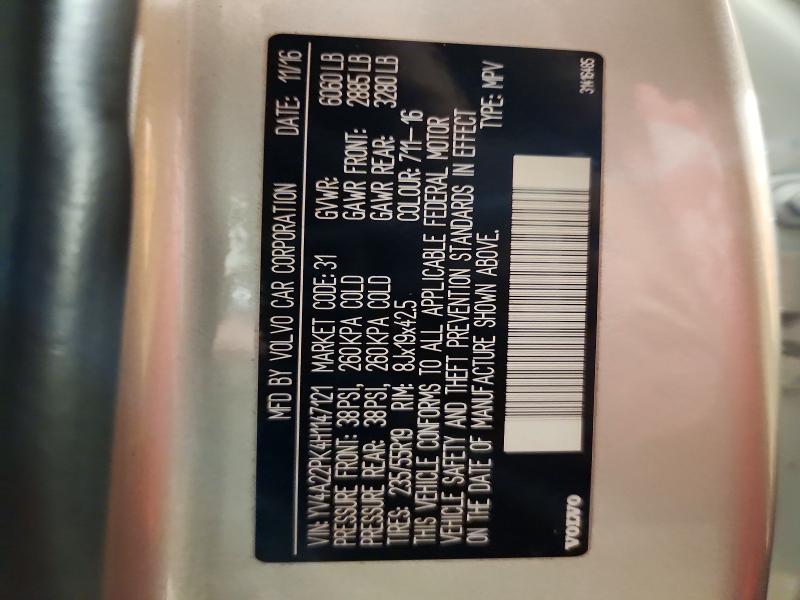 MFD BY VOLVO CAR CORPORATION DATE: 11/16
VIN: YV4A22PK4H1147121 MARKET CODE: 31 GVWR: 6060 LB
PRESSURE FRONT: 38PSI., 260KPA COLD GAWR FRONT: 2885 LB
PRESSURE REAR: 38PSI., 260KPA COLD GAWR REAR: 3280 LB
TIRES: 235/55R19 RIM: 8Jx19x42.5 COLOUR: 711-16
THIS VEHICLE CONFORMS TO ALL APPLICABLE FEDERAL MOTOR
VEHICLE SAFETY AND THEFT PREVENTION STANDARDS IN EFFECT
ON THE DATE OF MANUFACTURE SHOWN ABOVE. TYPE: MPV
VOLVO 31416485